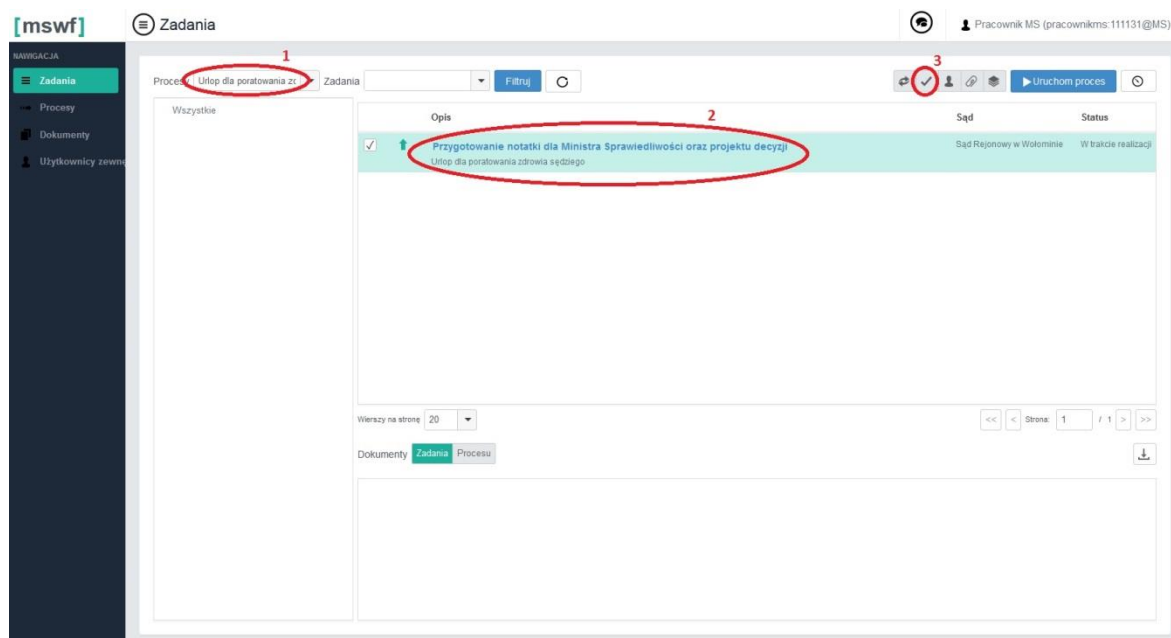 [mswf]
Zadania
Pracownik MS (pracownikms:111131@MS)
NAWIGACJA
Zadania
Procesy
Dokumenty
Użytkownicy zewnę
1
3
Procesy Urlop dla poratowania zc Zadania Filtruj Uruchom proces
Wszystkie
Opis 2 Sąd Status
Przygotowanie notatki dla Ministra Sprawiedliwości oraz projektu decyzji Sąd Rejonowy w Wołominie W trakcie realizacji
Urlop dla poratowania zdrowia sędziego
Wierszy na stronę 20 << < Strona: 1 / 1 > >>
Dokumenty Zadania Procesu